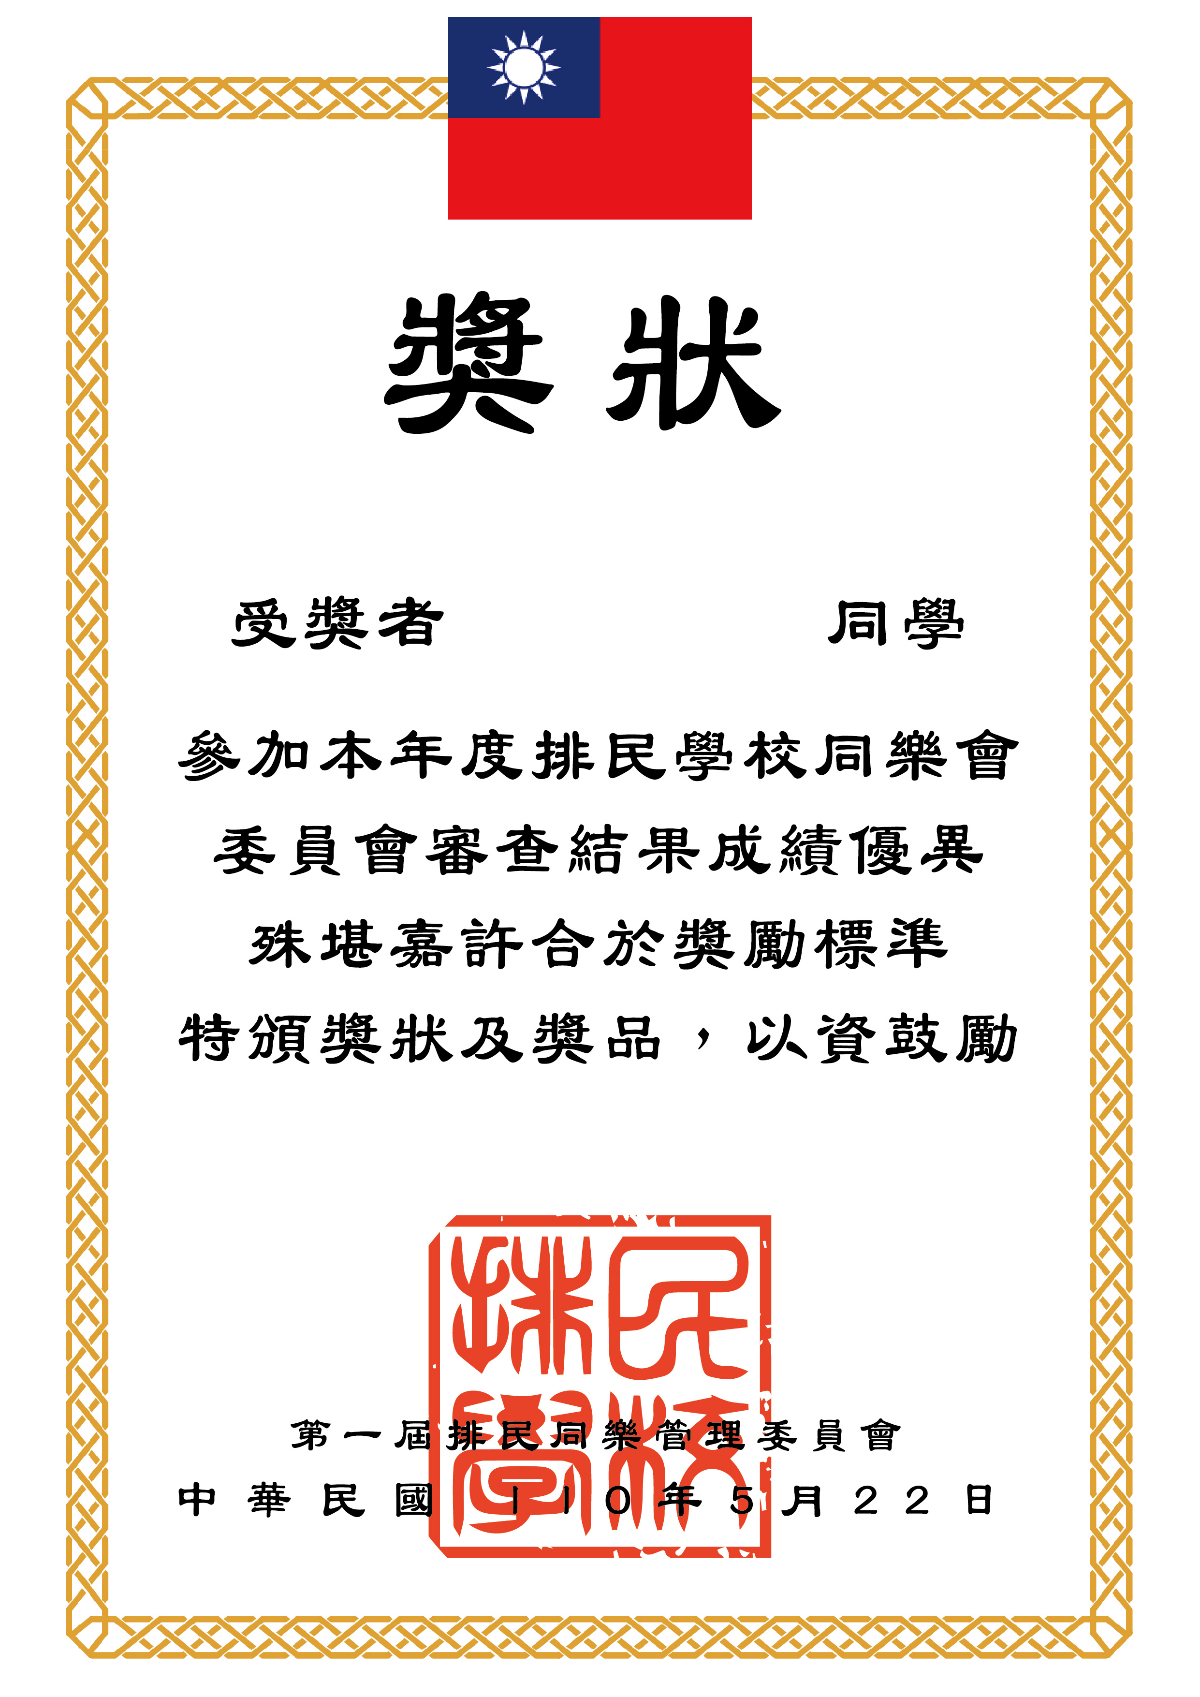 獎狀
受獎者 同學
參加本年度排民學校同樂會
委員會審查結果成績優異
殊堪嘉許合於獎勵標準
特頒獎狀及獎品，以資鼓勵
排民
學校
第一屆排民同樂管理委員會
中華民國110年5月22日